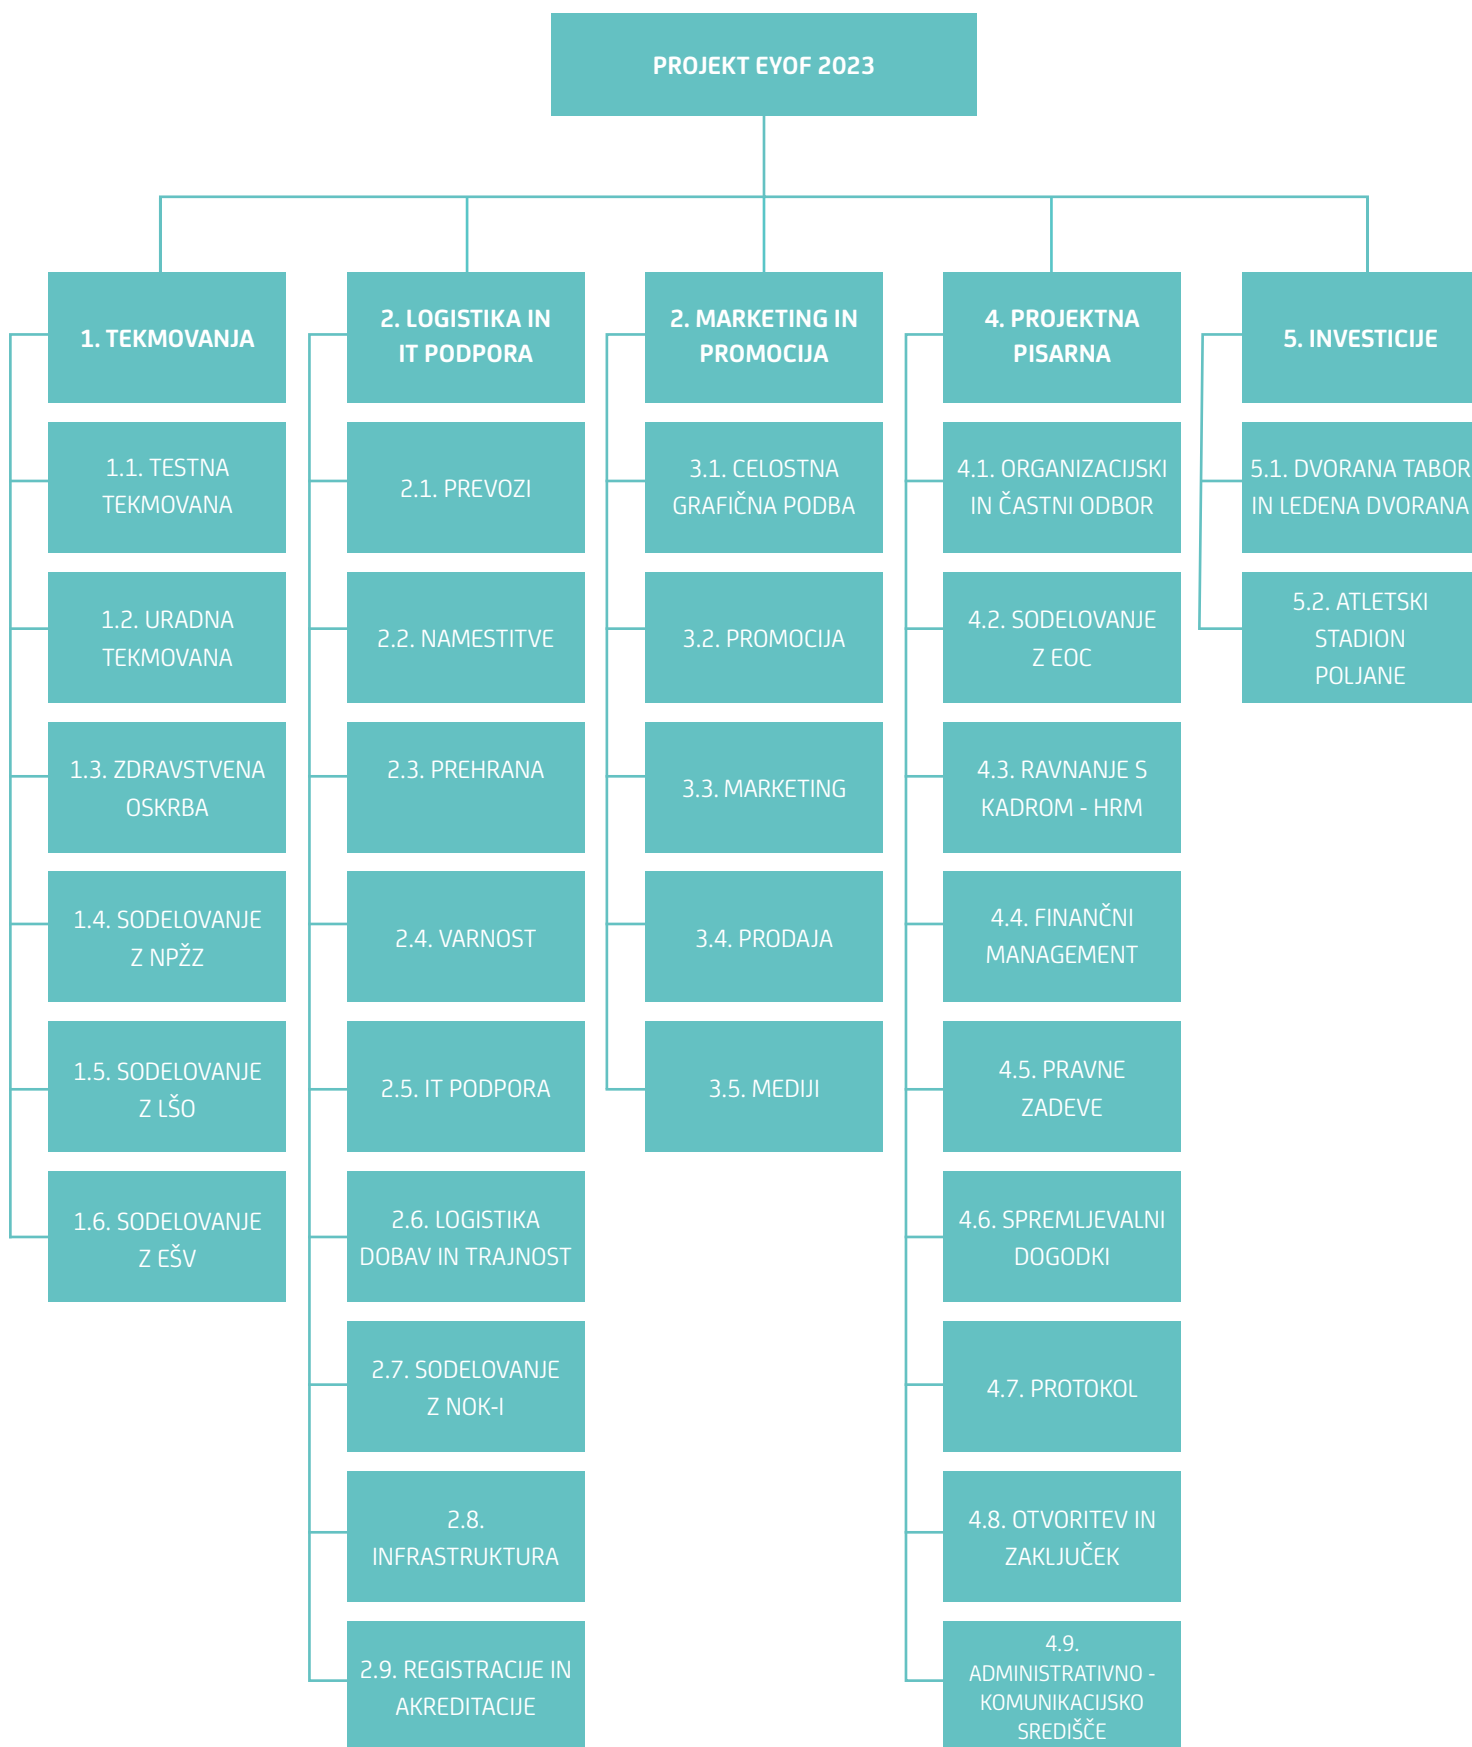 PROJEKT EYOF 2023
1. TEKMOVANJA
1.1. TESTNA
TEKMOVANA
1.2. URADNA
TEKMOVANA
1.3. ZDRAVSTVENA
OSKRBA
1.4. SODELOVANJE
Z NPŽZ
1.5. SODELOVANJE
Z LŠO
1.6. SODELOVANJE
Z EŠV
2. LOGISTIKA IN
IT PODPORA
2.1. PREVOZI
2.2. NAMESTITVE
2.3. PREHRANA
2.4. VARNOST
2.5. IT PODPORA
2.6. LOGISTIKA
DOBAV IN TRAJNOST
2.7. SODELOVANJE
Z NOK-I
2.8.
INFRASTRUKTURA
2.9. REGISTRACIJE IN
AKREDITACIJE
2. MARKETING IN
PROMOCIJA
3.1. CELOSTNA
GRAFIČNA PODBA
3.2. PROMOCIJA
3.3. MARKETING
3.4. PRODAJA
3.5. MEDIJI
4. PROJEKTNA
PISARNA
4.1. ORGANIZACIJSKI
IN ČASTNI ODBOR
4.2. SODELOVANJE
Z EOC
4.3. RAVNANJE S
KADROM - HRM
4.4. FINANČNI
MANAGEMENT
4.5. PRAVNE
ZADEVE
4.6. SPREMLJEVALNI
DOGODKI
4.7. PROTOKOL
4.8. OTVORITEV IN
ZAKLJUČEK
4.9.
ADMINISTRATIVNO -
KOMUNIKACIJSKO
SREDIŠČE
5. INVESTICIJE
5.1. DVORANA TABOR
IN LEDENA DVORANA
5.2. ATLETSKI
STADION
POLJANE